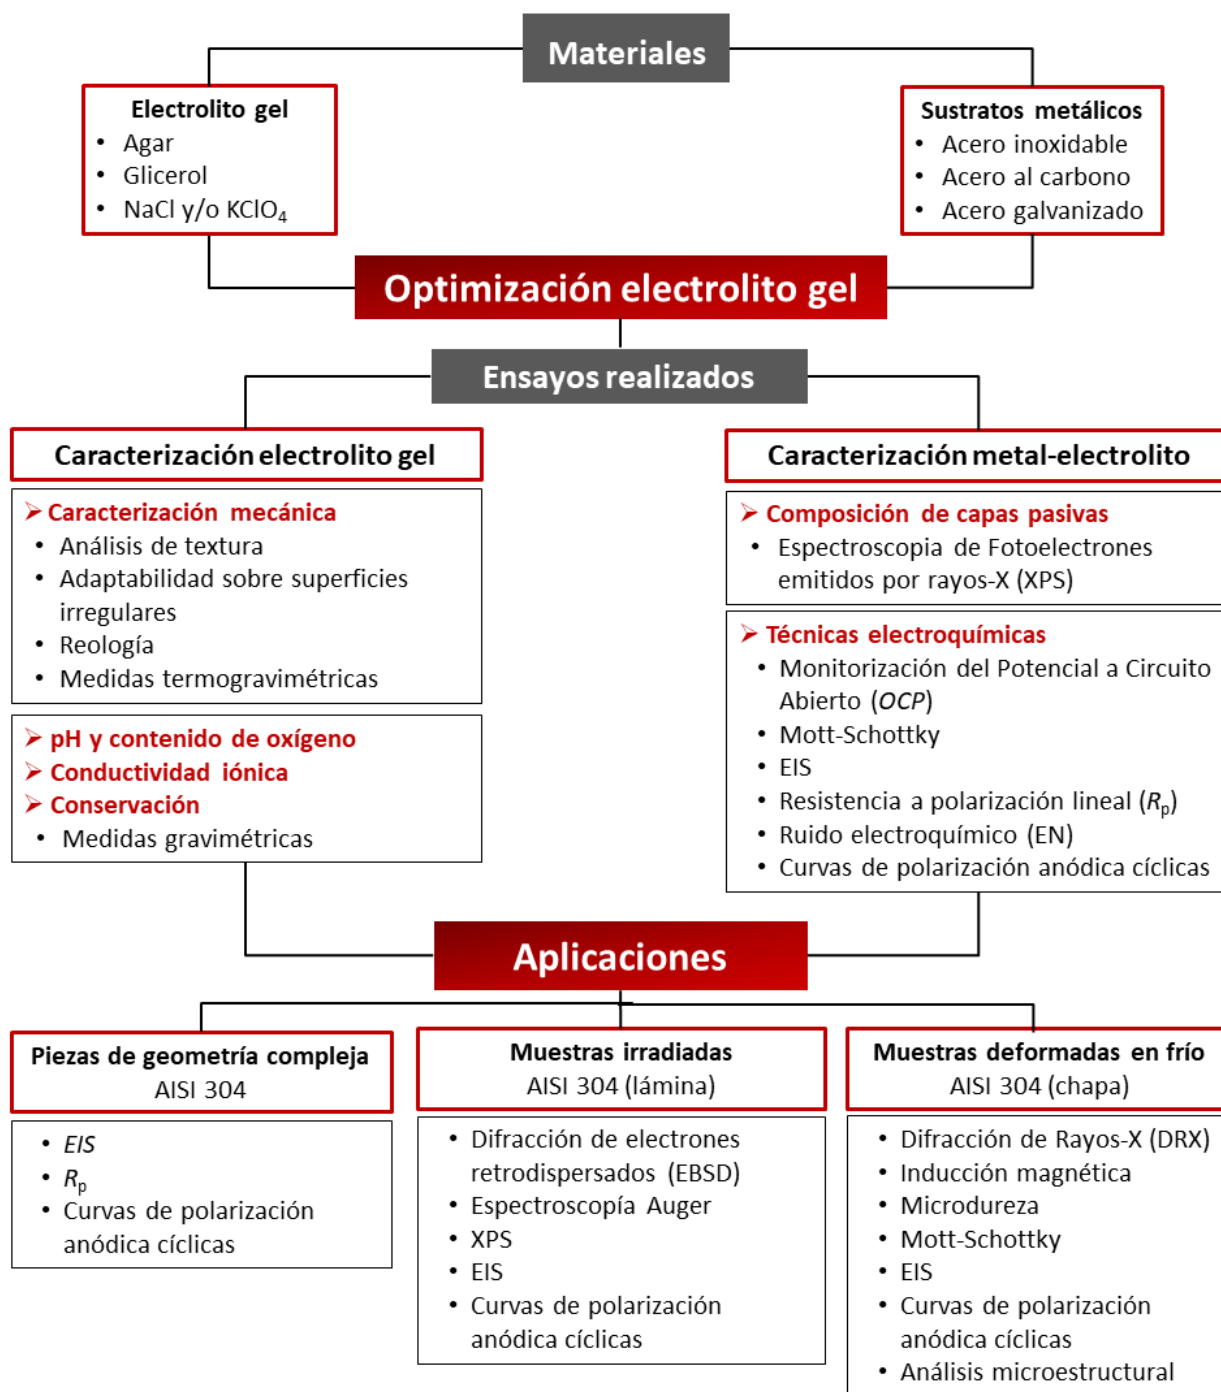 Materiales
Electrolito gel
• Agar
• Glicerol
• NaCl y/o KClO₄
Sustratos metálicos
• Acero inoxidable
• Acero al carbono
• Acero galvanizado
Optimización electrolito gel
Ensayos realizados
Caracterización electrolito gel
➢ Caracterización mecánica
• Análisis de textura
• Adaptabilidad sobre superficies
irregulares
• Reología
• Medidas termogravimétricas
➢ pH y contenido de oxígeno
➢ Conductividad iónica
➢ Conservación
• Medidas gravimétricas
Caracterización metal-electrolito
➢ Composición de capas pasivas
• Espectroscopia de Fotoelectrones
emitidos por rayos-X (XPS)
➢ Técnicas electroquímicas
• Monitorización del Potencial a Circuito
Abierto (OCP)
• Mott-Schottky
• EIS
• Resistencia a polarización lineal (Rₚ)
• Ruido electroquímico (EN)
• Curvas de polarización anódica cíclicas
Aplicaciones
Piezas de geometría compleja
AISI 304
• EIS
• Rₚ
• Curvas de polarización
anódica cíclicas
Muestras irradiadas
AISI 304 (lámina)
• Difracción de electrones
retrodispersados (EBSD)
• Espectroscopía Auger
• XPS
• EIS
• Curvas de polarización
anódica cíclicas
Muestras deformadas en frío
AISI 304 (chapa)
• Difracción de Rayos-X (DRX)
• Inducción magnética
• Microdureza
• Mott-Schottky
• EIS
• Curvas de polarización
anódica cíclicas
• Análisis microestructural